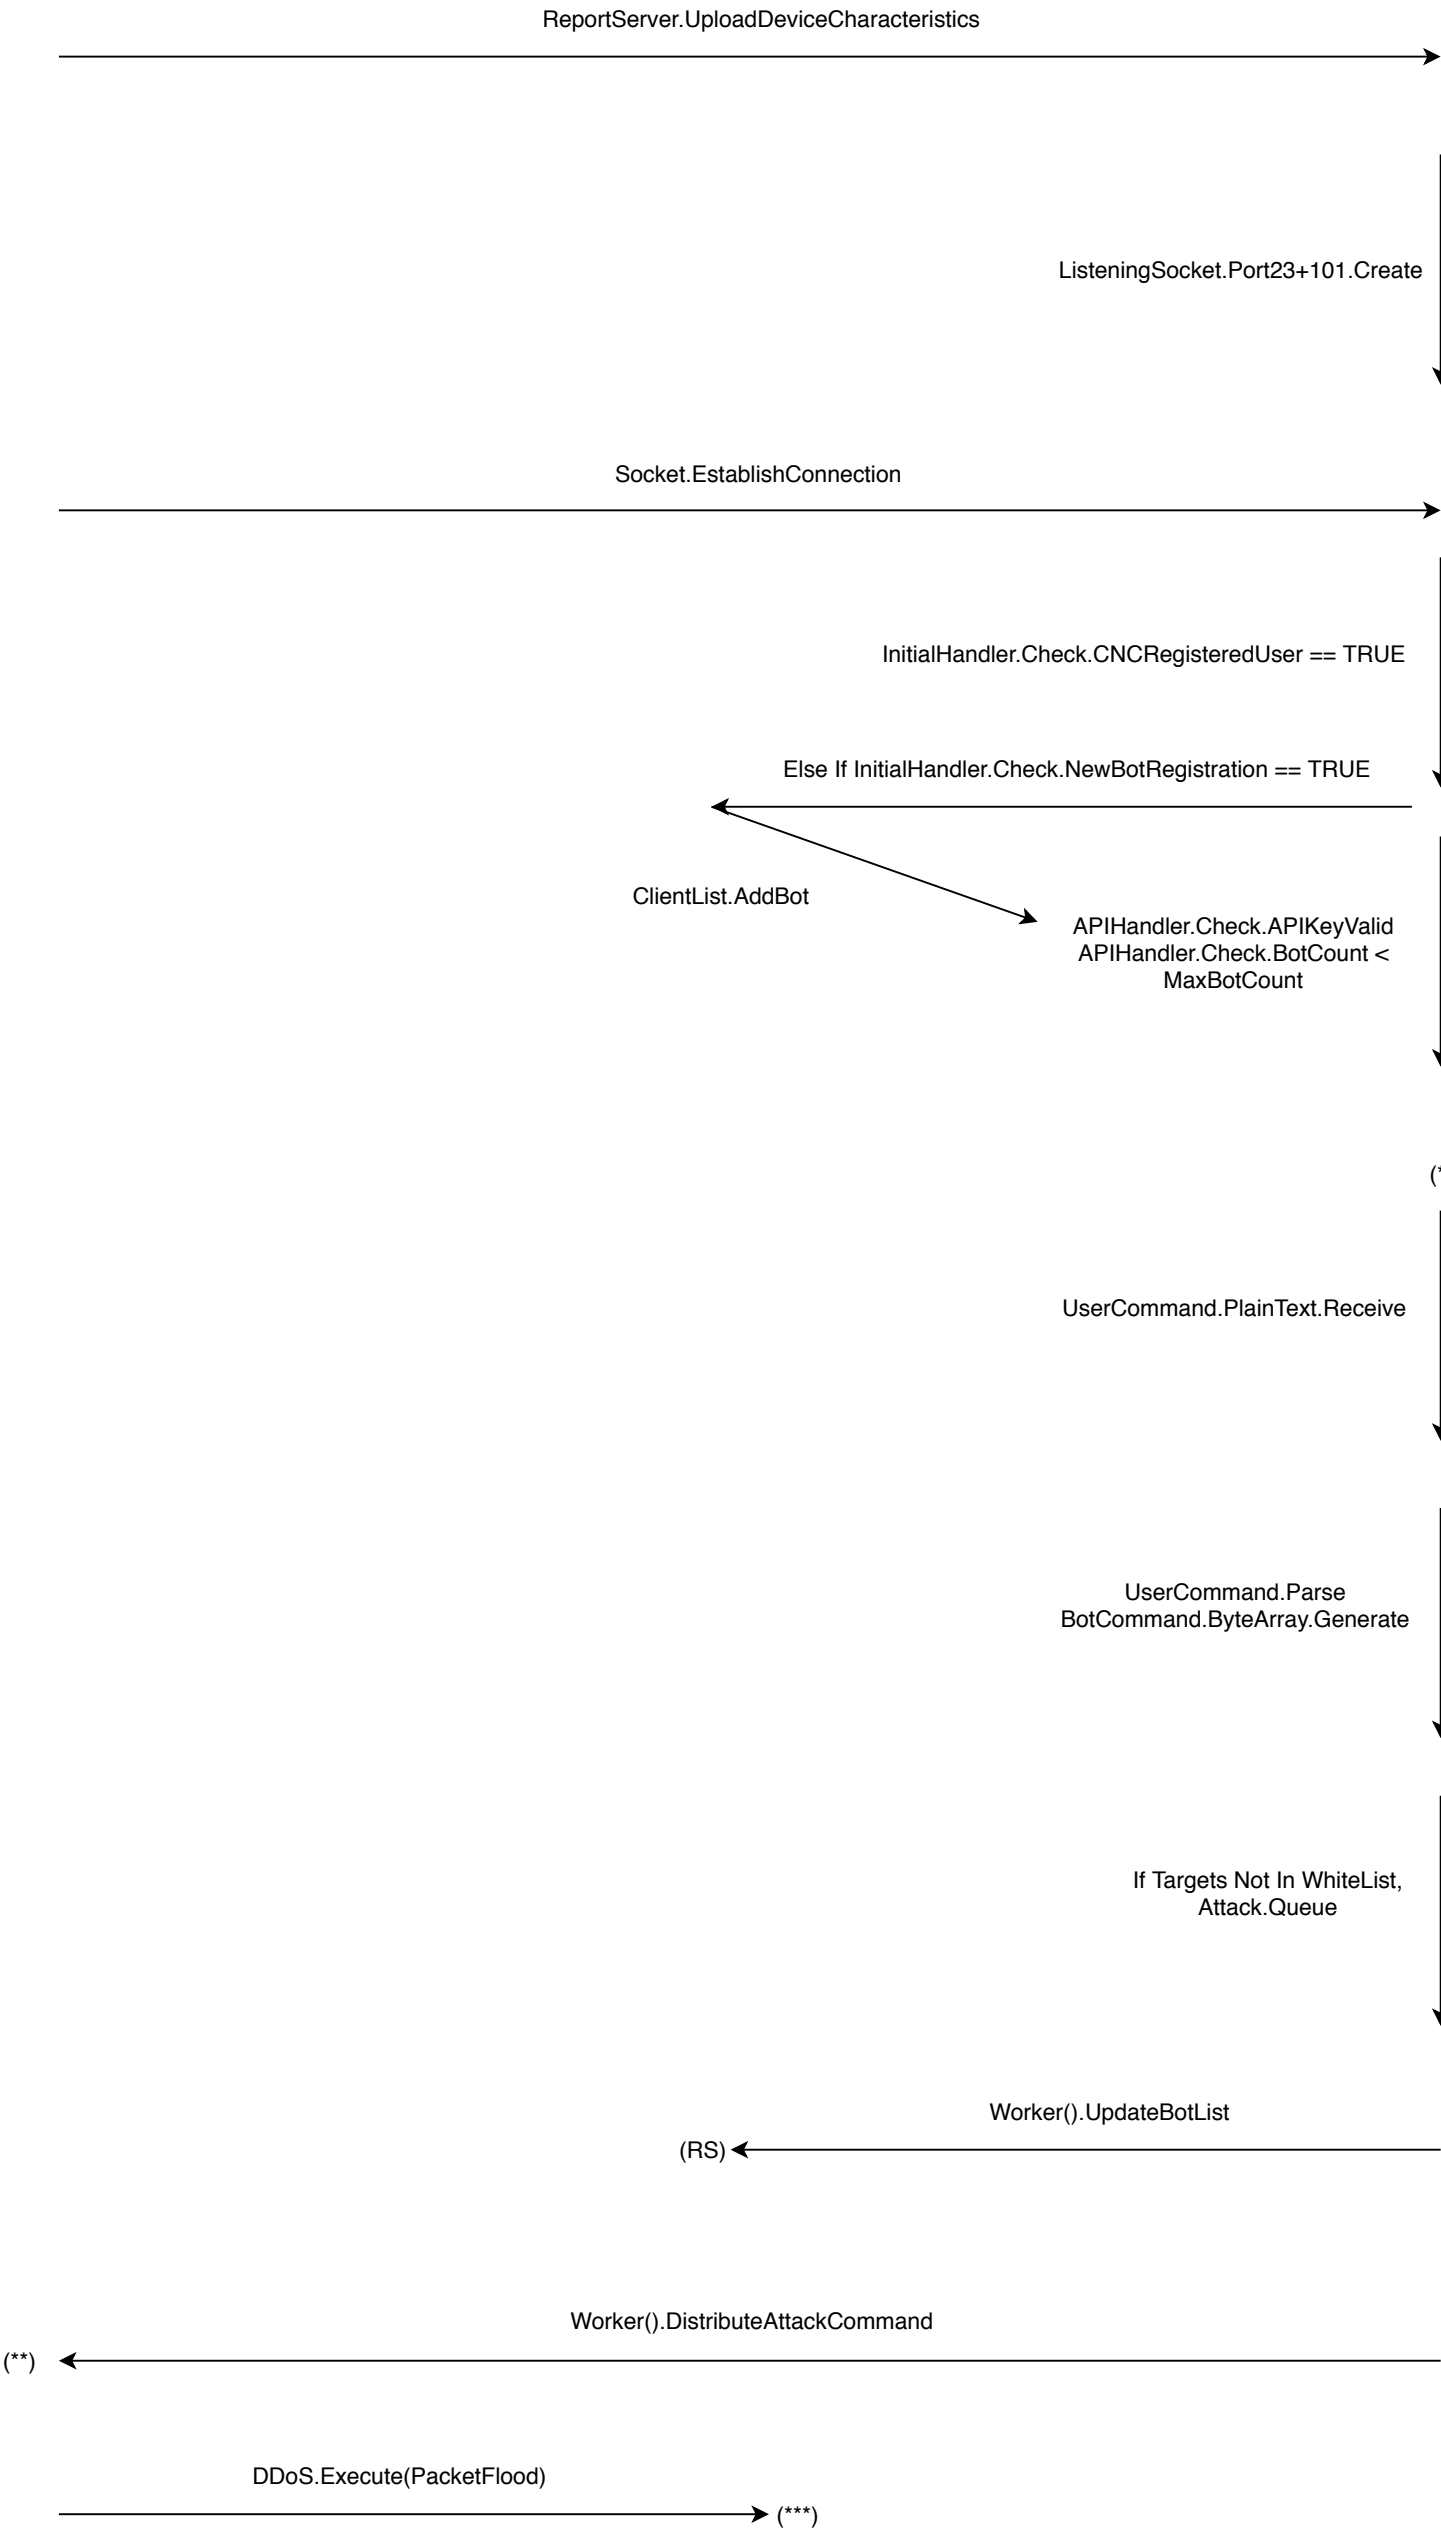 ReportServer.UploadDeviceCharacteristics
ListeningSocket.Port23+101.Create
Socket.EstablishConnection
InitialHandler.Check.CNCRegisteredUser == TRUE
Else If InitialHandler.Check.NewBotRegistration == TRUE
ClientList.AddBot
APIHandler.Check.APIKeyValid
APIHandler.Check.BotCount <
MaxBotCount
(*
UserCommand.PlainText.Receive
UserCommand.Parse
BotCommand.ByteArray.Generate
If Targets Not In WhiteList,
Attack.Queue
Worker().UpdateBotList
(RS)
Worker().DistributeAttackCommand
(**)
DDoS.Execute(PacketFlood)
(***)